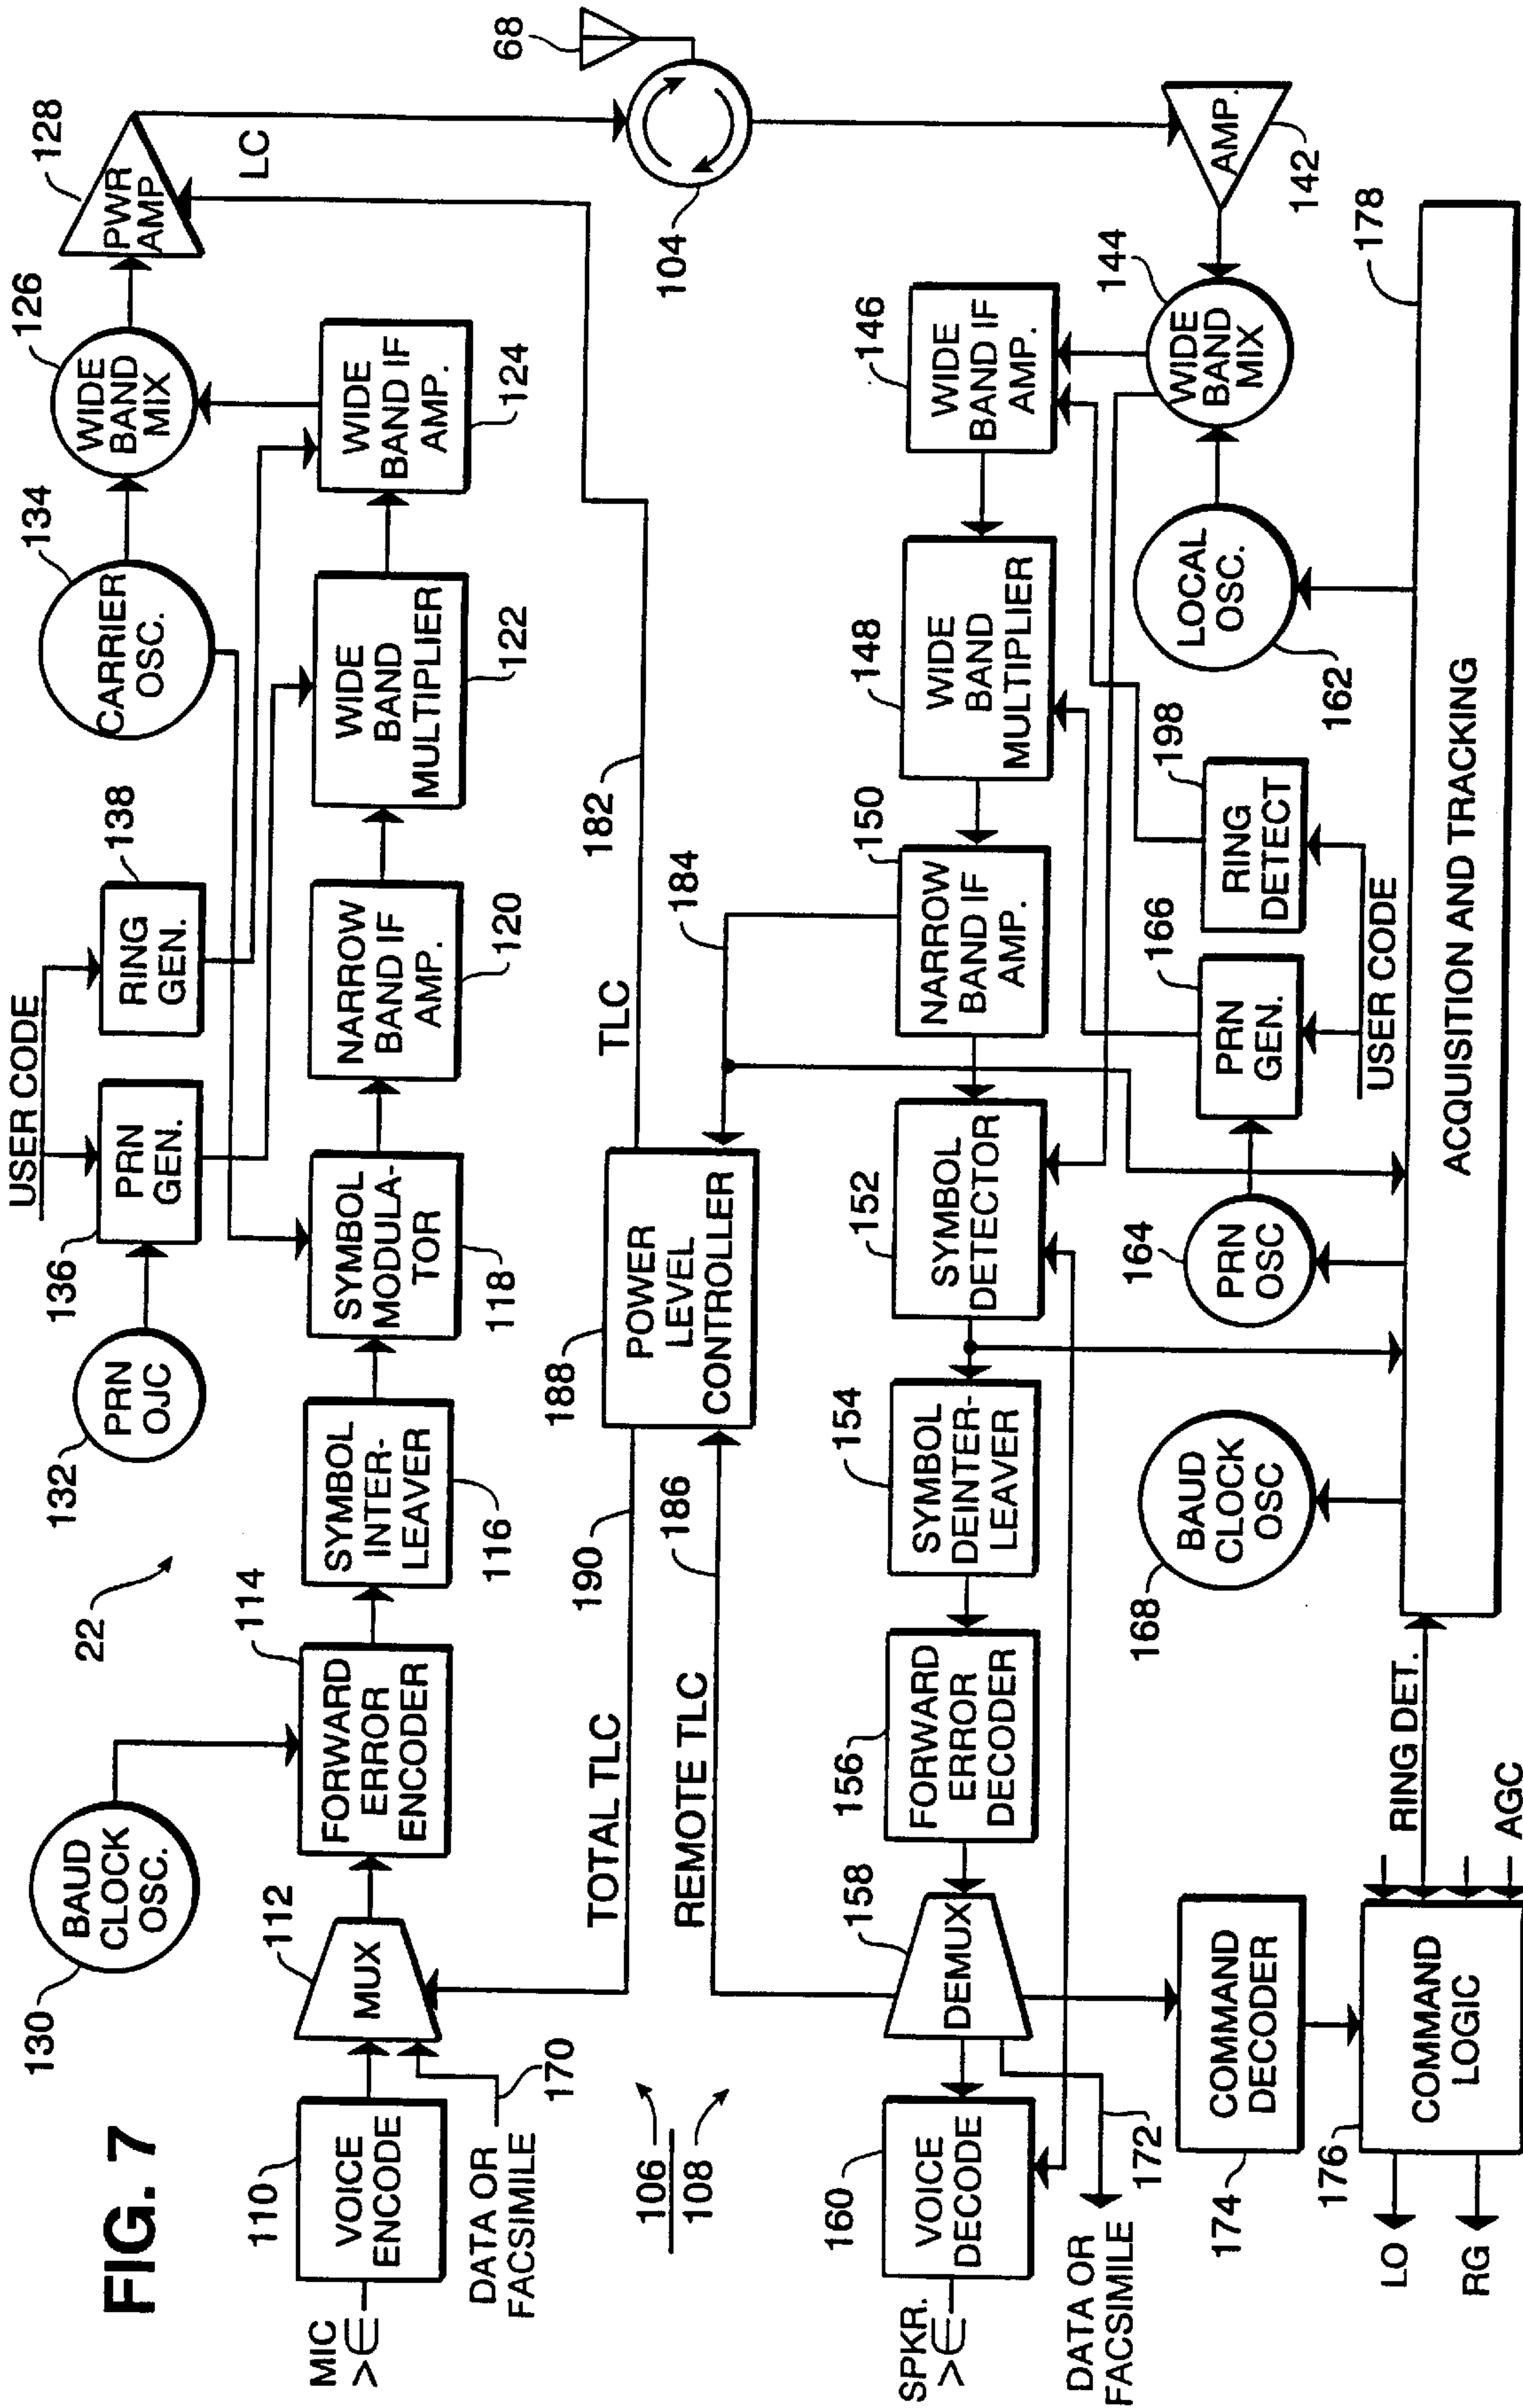 FIG. 7
22
USER CODE
132
PRN
OJC
136
PRN
GEN.
138
RING
GEN.
134
CARRIER
OSC.
126
WIDE
BAND
MIX
128
PWR
AMP
LC
68
130
BAUD
CLOCK
OSC.
MIC
110
VOICE
ENCODE
DATA OR
FACSIMILE
170
112
MUX
114
FORWARD
ERROR
ENCODER
SYMBOL
INTER-
LEAVER
116
SYMBOL
MODULA-
TOR
118
NARROW
BAND IF
AMP.
120
WIDE
BAND
MULTIPLIER
122
WIDE
BAND IF
AMP.
124
104
106
108
TOTAL TLC
190
REMOTE TLC
186
188
POWER
LEVEL
CONTROLLER
TLC
182
184
SPKR.
160
VOICE
DECODE
DATA OR
FACSIMILE
172
158
DEMUX
156
FORWARD
ERROR
DECODER
154
SYMBOL
DEINTER-
LEAVER
152
SYMBOL
DETECTOR
150
NARROW
BAND IF
AMP.
148
WIDE
BAND
MULTIPLIER
146
WIDE
BAND IF
AMP.
144
WIDE
BAND
MIX
AMP.
142
174
COMMAND
DECODER
168
BAUD
CLOCK
OSC
164
PRN
OSC
166
PRN
GEN.
198
RING
DETECT
LOCAL
OSC.
162
USER CODE
178
LO
RG
176
COMMAND
LOGIC
RING DET.
AGC
ACQUISITION AND TRACKING